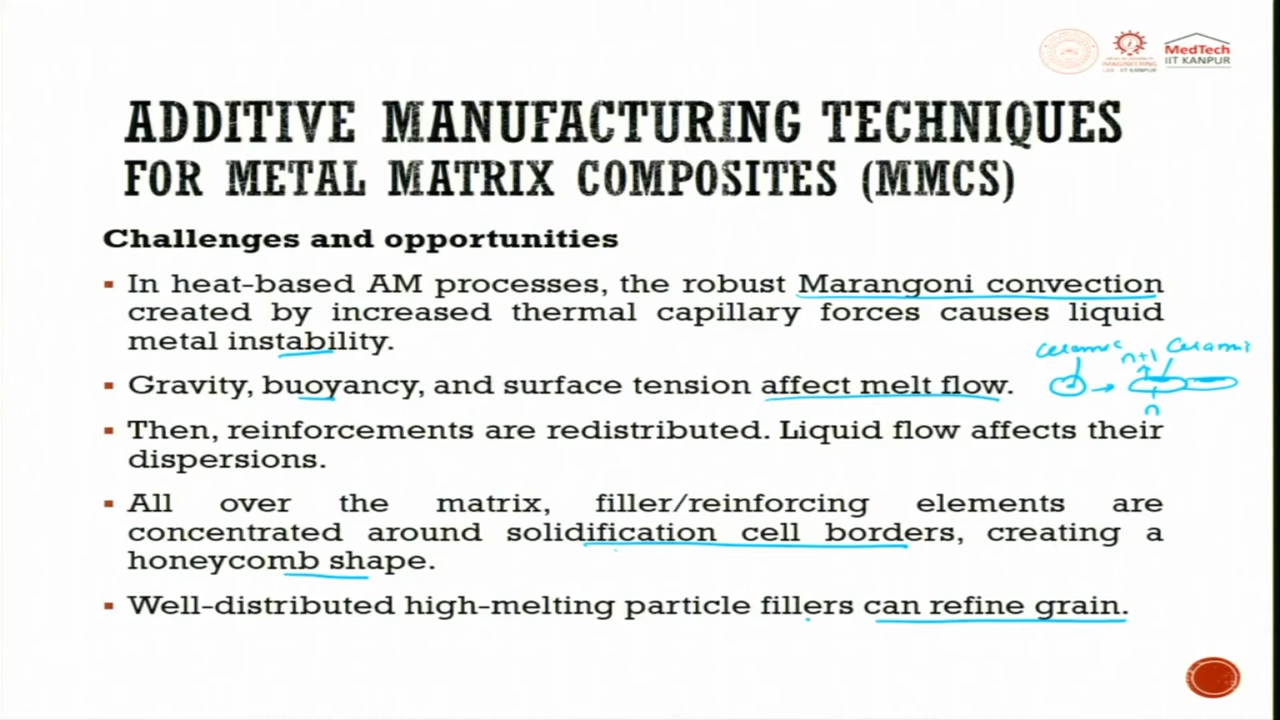 MedTech
IIT KANPUR
ADDITIVE MANUFACTURING TECHNIQUES
FOR METAL MATRIX COMPOSITES (MMCS)
Challenges and opportunities
▪ In heat-based AM processes, the robust Marangoni convection
created by increased thermal capillary forces causes liquid
metal instability.
ceramic
n+1 Cerami
▪ Gravity, buoyancy, and surface tension affect melt flow.
n
▪ Then, reinforcements are redistributed. Liquid flow affects their
dispersions.
▪ All over the matrix, filler/reinforcing elements are
concentrated around solidification cell borders, creating a
honeycomb shape.
▪ Well-distributed high-melting particle fillers can refine grain.